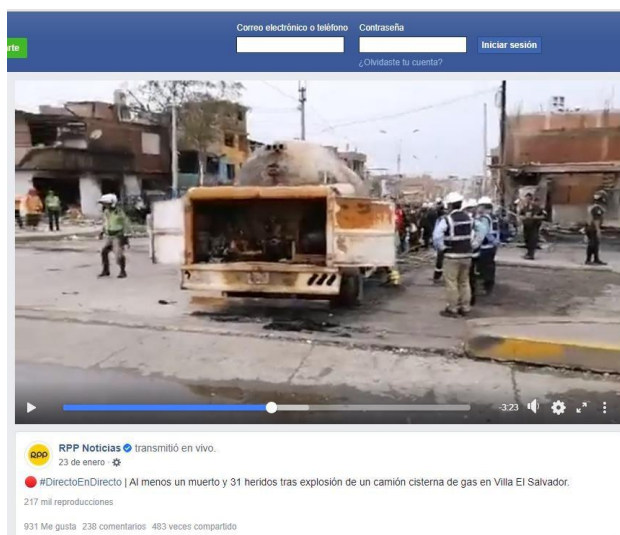 Correo electrónico o teléfono Contraseña
arte
Iniciar sesión
¿Olvidaste tu cuenta?
-3:23
RPP
RPP Noticias transmitió en vivo.
23 de enero ·
#DirectoEnDirecto | Al menos un muerto y 31 heridos tras explosión de un camión cisterna de gas en Villa El Salvador.
217 mil reproducciones
931 Me gusta 238 comentarios 483 veces compartido